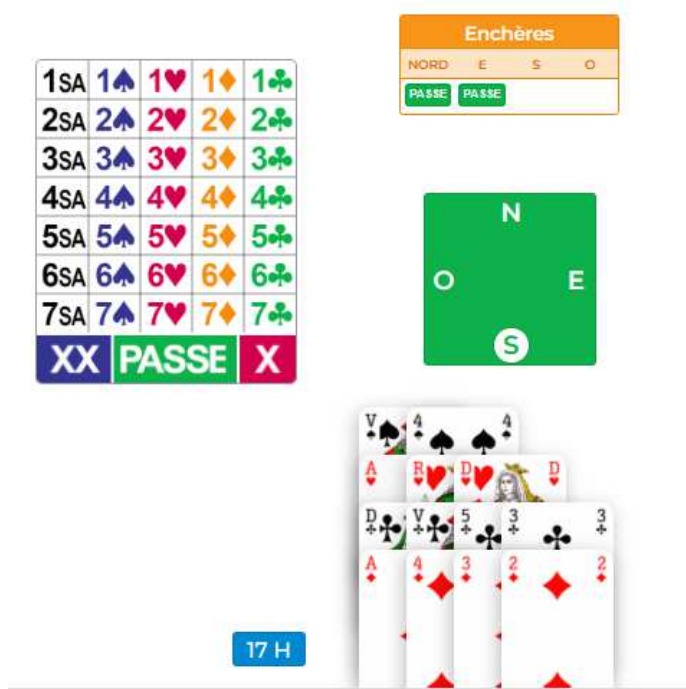 Enchères
NORD E S O
PASSE PASSE
1SA 1♠ 1♥ 1♦ 1♣
2SA 2♠ 2♥ 2♦ 2♣
3SA 3♠ 3♥ 3♦ 3♣
4SA 4♠ 4♥ 4♦ 4♣
5SA 5♠ 5♥ 5♦ 5♣
6SA 6♠ 6♥ 6♦ 6♣
7SA 7♠ 7♥ 7♦ 7♣
XX PASSE X
N
O E
S
V♠ 4♠ 4♠
A♥ R♥ D♥ D♥
D♣ V♣ 5♣ 3♣ 3♣
A♦ 4♦ 3♦ 2♦ 2♦
17 H